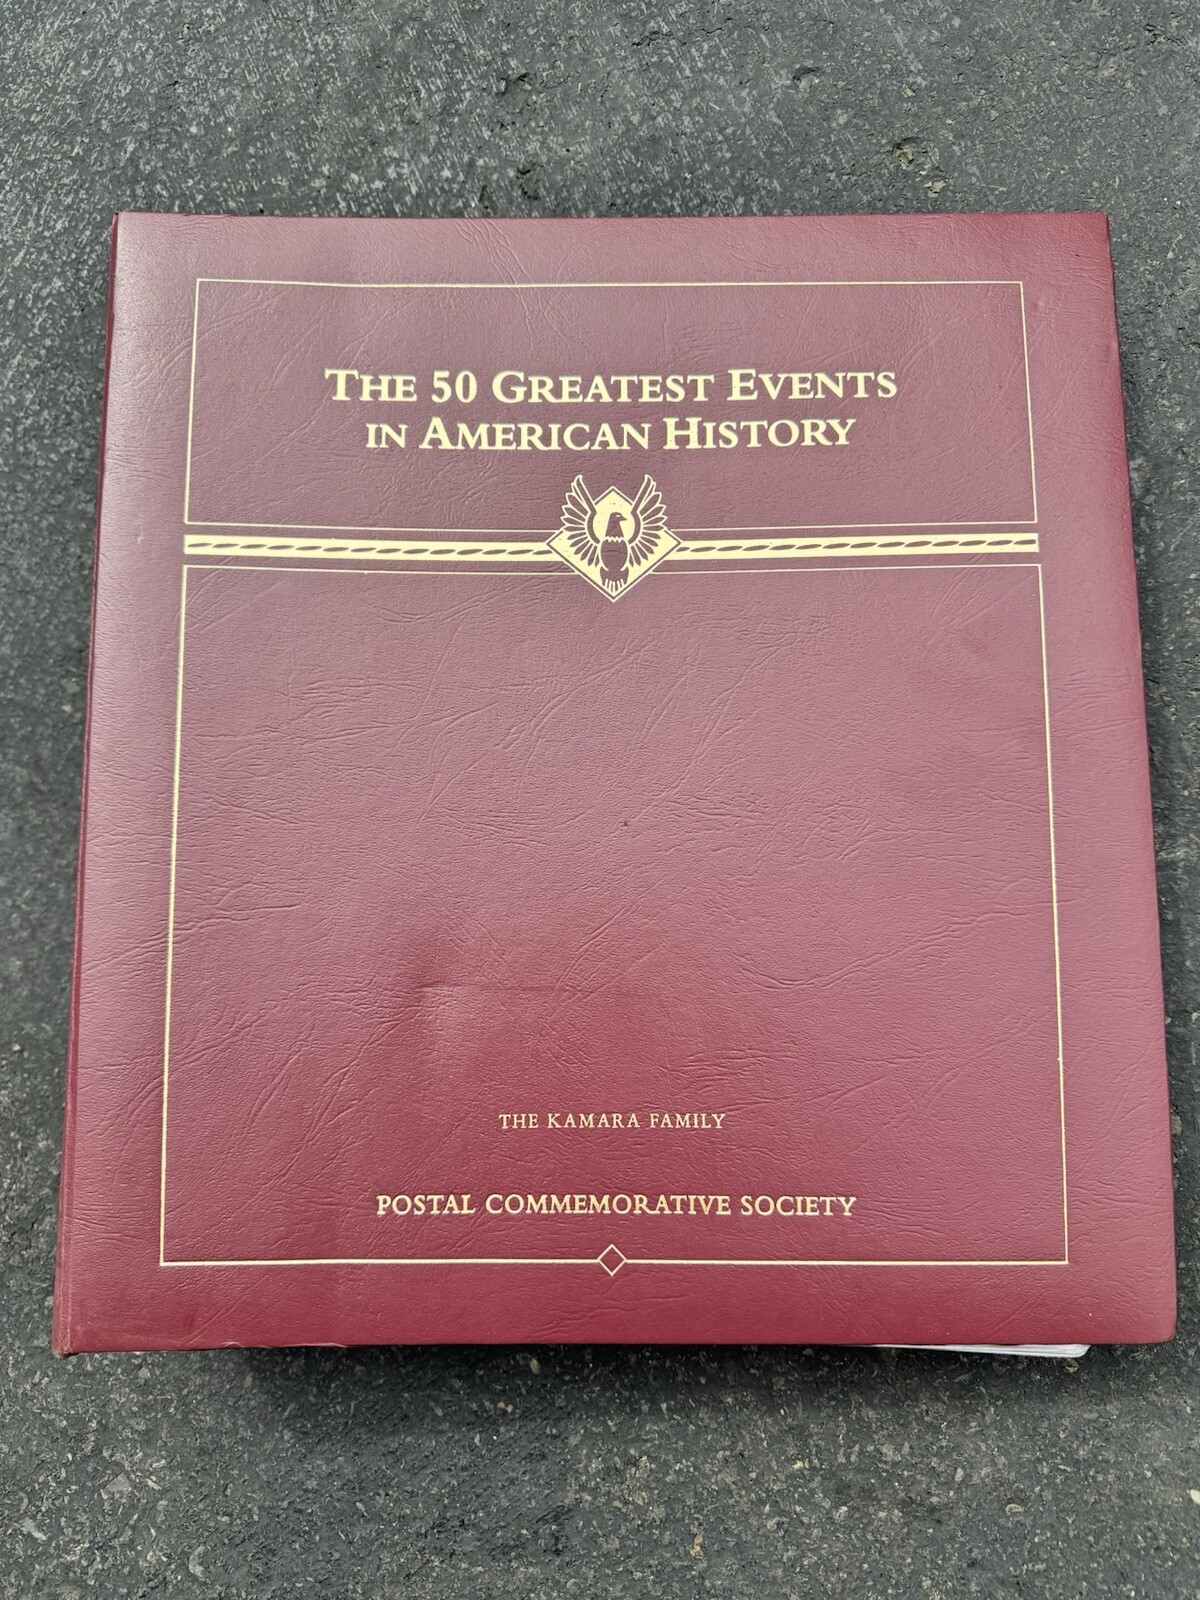 THE 50 GREATEST EVENTS
IN AMERICAN HISTORY
THE KAMARA FAMILY
POSTAL COMMEMORATIVE SOCIETY